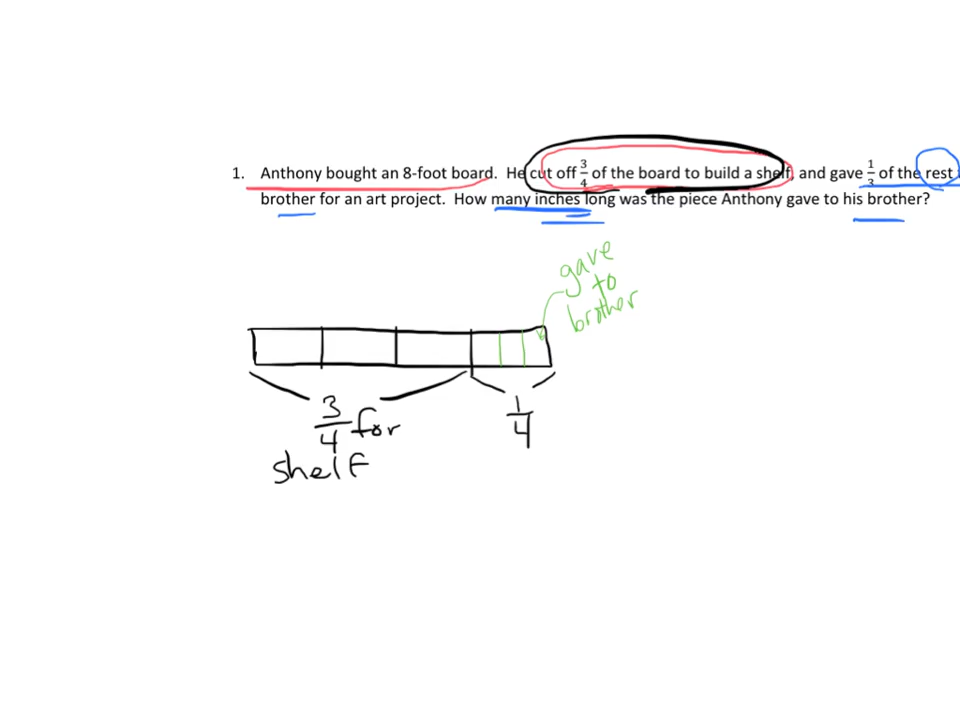 1. Anthony bought an 8-foot board. He cut off 3/4 of the board to build a shelf, and gave 1/3 of the rest
brother for an art project. How many inches long was the piece Anthony gave to his brother?
gave
to
brother
3/4 for
shelf
1/4